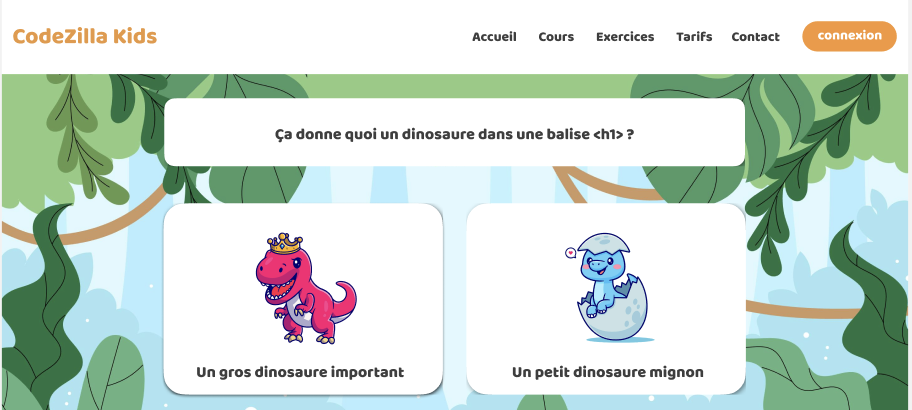 CodeZilla Kids
Accueil Cours Exercices Tarifs Contact connexion
Ça donne quoi un dinosaure dans une balise <h1> ?
Un gros dinosaure important
Un petit dinosaure mignon